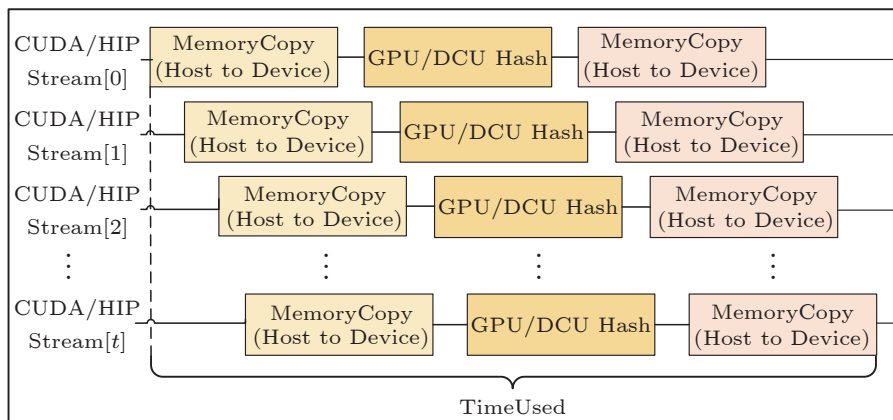 CUDA/HIP
Stream[0]
MemoryCopy
(Host to Device)
GPU/DCU Hash
MemoryCopy
(Host to Device)
CUDA/HIP
Stream[1]
MemoryCopy
(Host to Device)
GPU/DCU Hash
MemoryCopy
(Host to Device)
CUDA/HIP
Stream[2]
MemoryCopy
(Host to Device)
GPU/DCU Hash
MemoryCopy
(Host to Device)
CUDA/HIP
Stream[t]
MemoryCopy
(Host to Device)
GPU/DCU Hash
MemoryCopy
(Host to Device)
TimeUsed